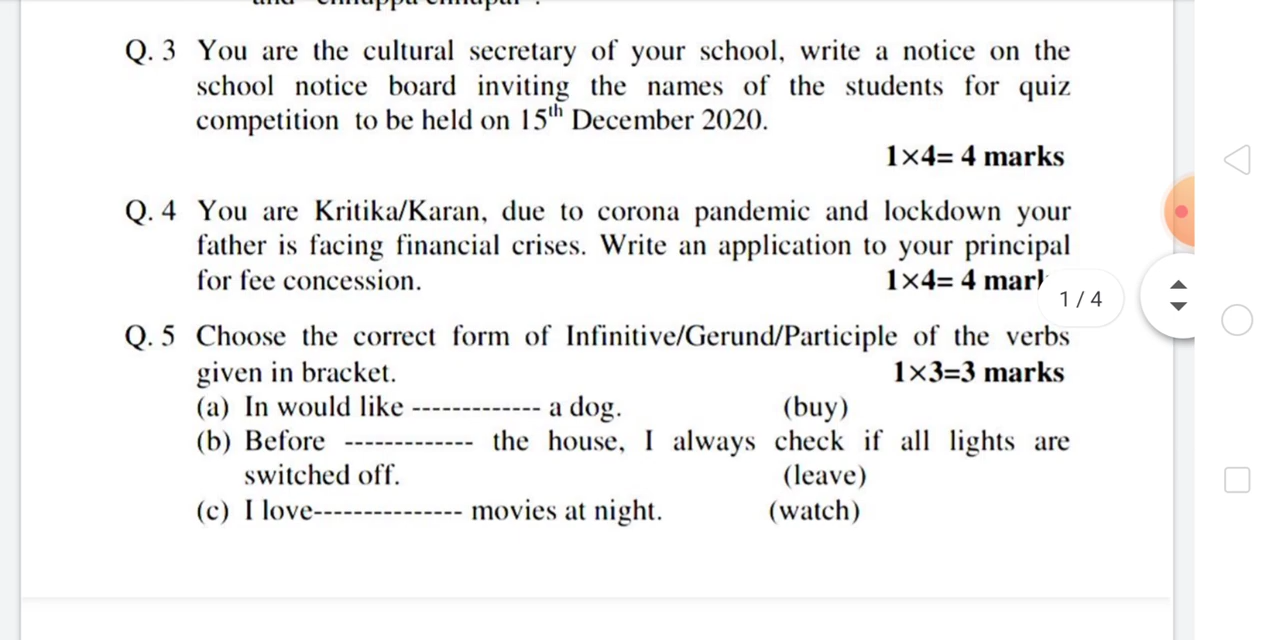 Q. 3 You are the cultural secretary of your school, write a notice on the
school notice board inviting the names of the students for quiz
competition to be held on 15th December 2020.
1×4= 4 marks
Q. 4 You are Kritika/Karan, due to corona pandemic and lockdown your
father is facing financial crises. Write an application to your principal
for fee concession. 1×4= 4
1 / 4
Q. 5 Choose the correct form of Infinitive/Gerund/Participle of the verbs
given in bracket. 1×3=3 marks
(a) In would like ------------- a dog. (buy)
(b) Before ------------- the house, I always check if all lights are
switched off. (leave)
(c) I love--------------- movies at night. (watch)